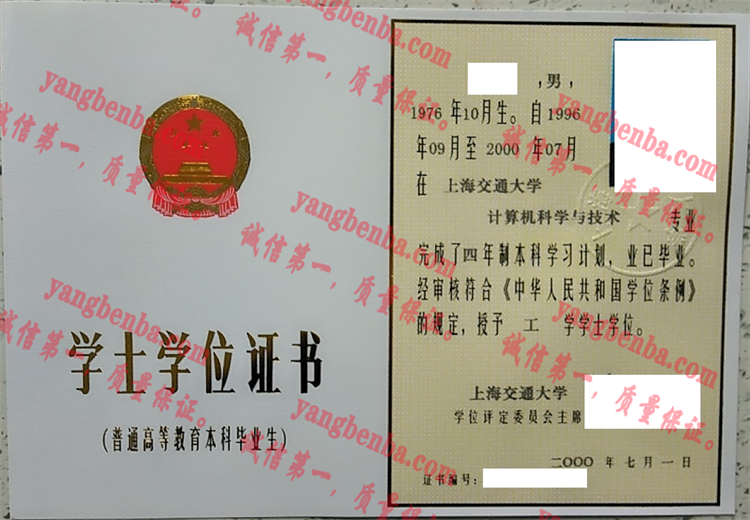 学士学位证书
(普通高等教育本科毕业生)
，男，
1976 年10月生。自1996
年09月至 2000 年07月
在 上海交通大学
计算机科学与技术 专业
完成了四年制本科学习计划，业已毕业。
经审核符合《中华人民共和国学位条例》
的规定，授予 工 学学士学位。
上海交通大学
学位评定委员会主席
二〇〇〇年 七月 一日
证书编号:
yangbenba.com
诚信第一，质量保证。